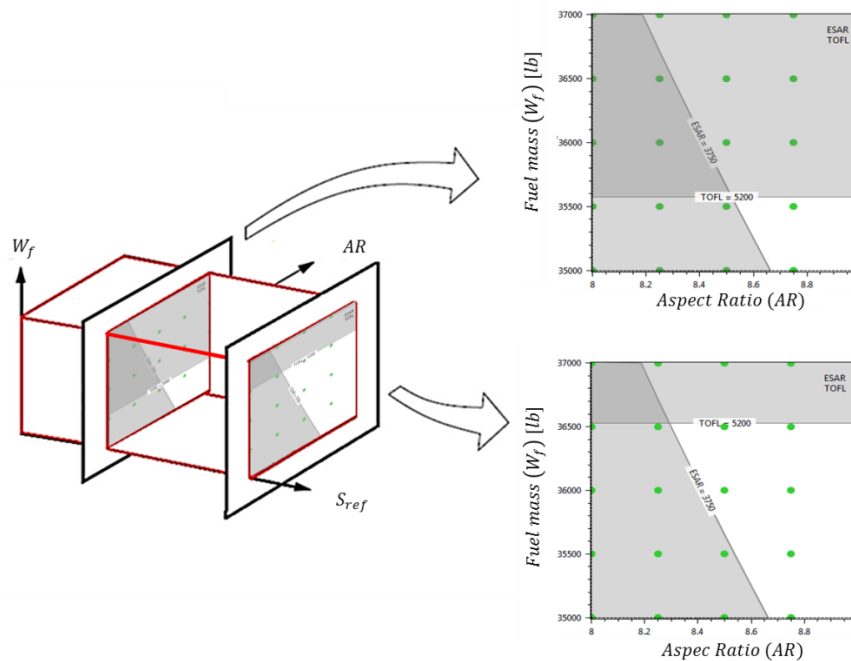 37000
ESAR
TOFL
36500
36000
35500
35000
ESAR = 3750
TOFL = 5200
8
8.2
8.4
8.6
8.8
Fuel mass (W_f) [lb]
Aspect Ratio (AR)
W_f
AR
S_ref
37000
ESAR
TOFL
36500
36000
35500
35000
TOFL = 5200
ESAR = 3750
8
8.2
8.4
8.6
8.8
Fuel mass (W_f) [lb]
Aspec Ratio (AR)